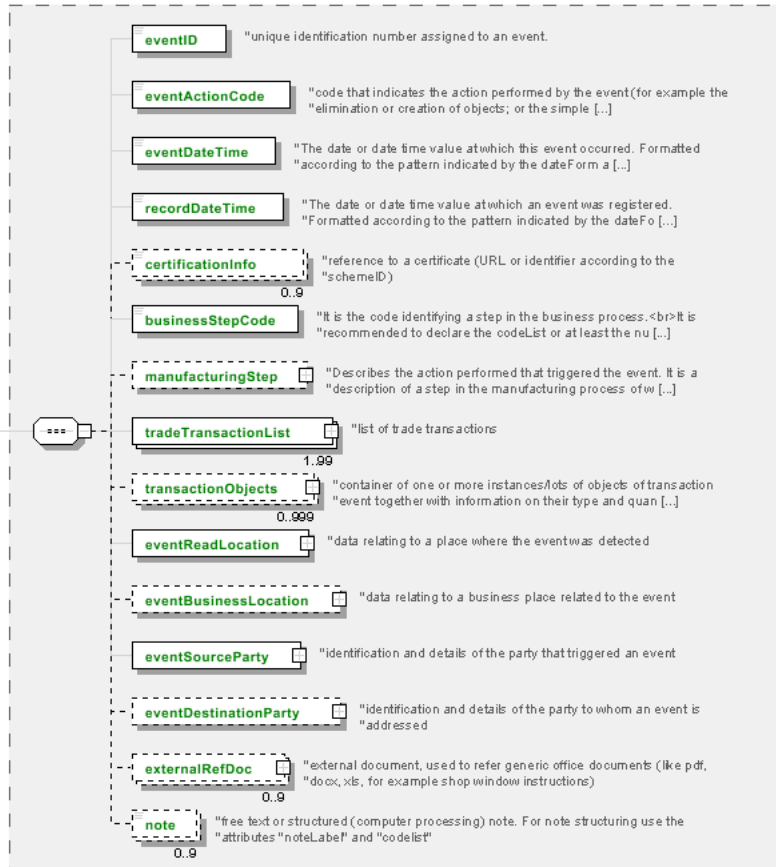 eventID
"unique identification number assigned to an event.
eventActionCode
"code that indicates the action performed by the event (for example the
"elimination or creation of objects; or the simple [...]
eventDateTime
"The date or date time value at which this event occurred. Formatted
"according to the pattern indicated by the dateForm a [...]
recordDateTime
"The date or date time value at which an event was registered.
"Formatted according to the pattern indicated by the dateFo [...]
certificationInfo
"reference to a certificate (URL or identifier according to the
"schemeID)
0..9
businessStepCode
"It is the code identifying a step in the business process.<br>It is
"recommended to declare the codeList or at least the nu [...]
manufacturingStep
"Describes the action performed that triggered the event. It is a
"description of a step in the manufacturing process of w [...]
tradeTransactionList
"list of trade transactions
1..99
transactionObjects
"container of one or more instances/lots of objects of transaction
"event together with information on their type and quan [...]
0..999
eventReadLocation
"data relating to a place where the event was detected
eventBusinessLocation
"data relating to a business place related to the event
eventSourceParty
"identification and details of the party that triggered an event
eventDestinationParty
"identification and details of the party to whom an event is
"addressed
externalRefDoc
"external document, used to refer generic office documents (like pdf,
"docx, xls, for example shop window instructions)
0..9
note
"free text or structured (computer processing) note. For note structuring use the
"attributes "noteLabel" and "codelist"
0..9